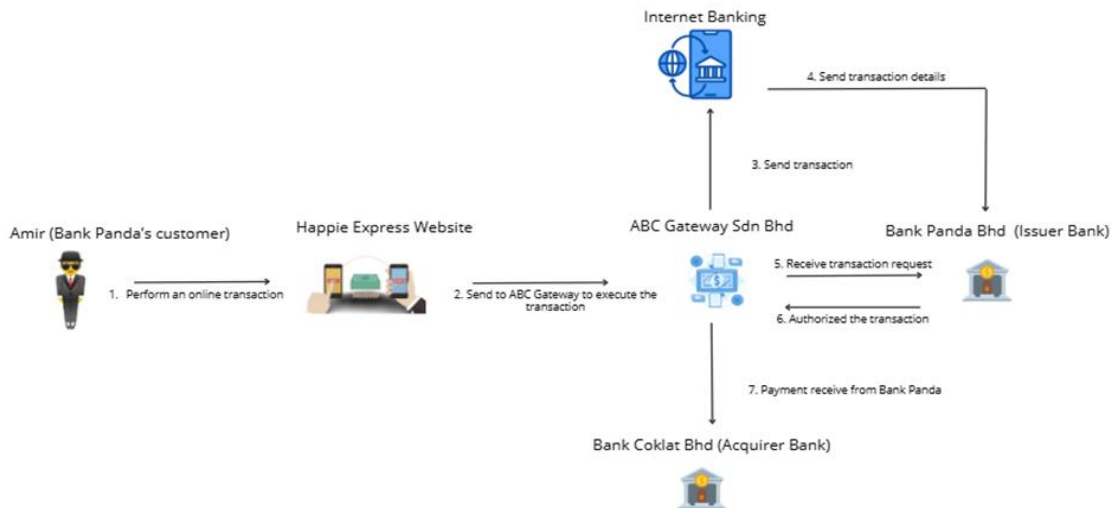 Internet Banking
4. Send transaction details
3. Send transaction
Amir (Bank Panda's customer)
Happie Express Website
ABC Gateway Sdn Bhd
Bank Panda Bhd (Issuer Bank)
1. Perform an online transaction
2. Send to ABC Gateway to execute the
transaction
5. Receive transaction request
6. Authorized the transaction
7. Payment receive from Bank Panda
Bank Coklat Bhd (Acquirer Bank)